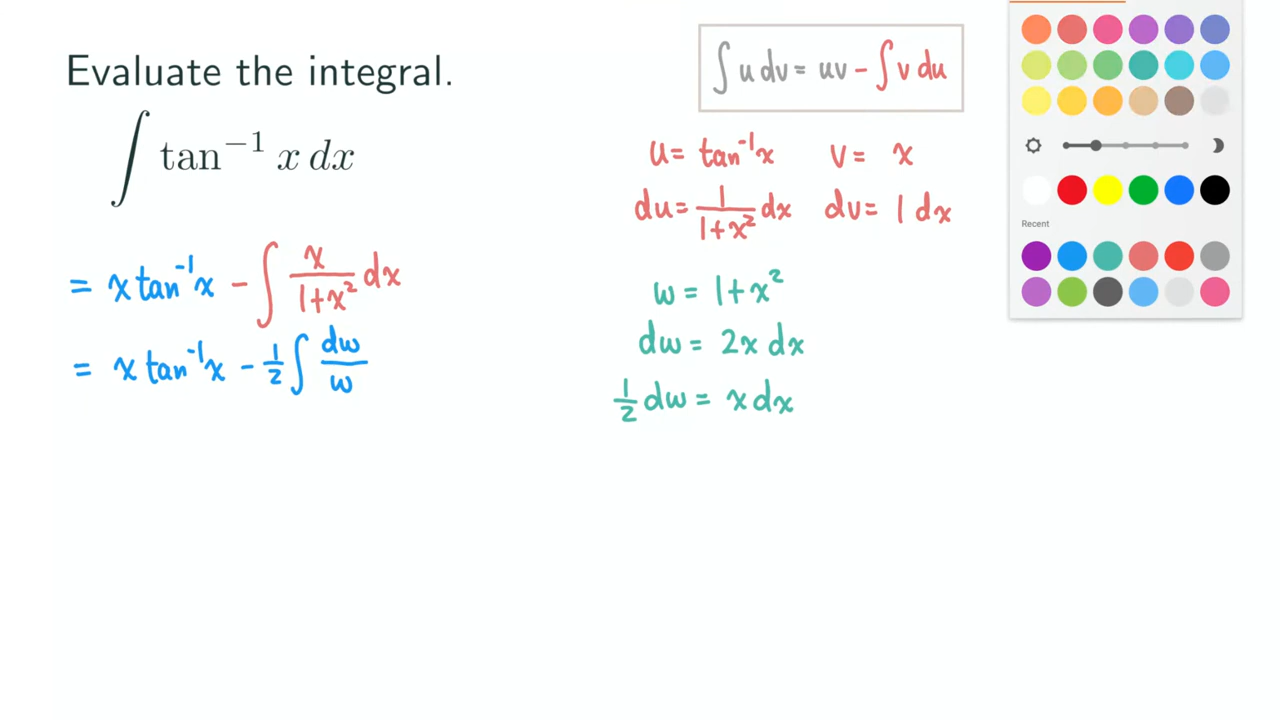 Evaluate the integral.
∫ tan⁻¹ x dx
= x tan⁻¹x − ∫ x/(1+x²) dx
= x tan⁻¹x − ½ ∫ dw/w
∫ u dv = uv − ∫ v du
u = tan⁻¹x v = x
du = 1/(1+x²) dx dv = 1 dx
w = 1+x²
dw = 2x dx
½ dw = x dx
Recent